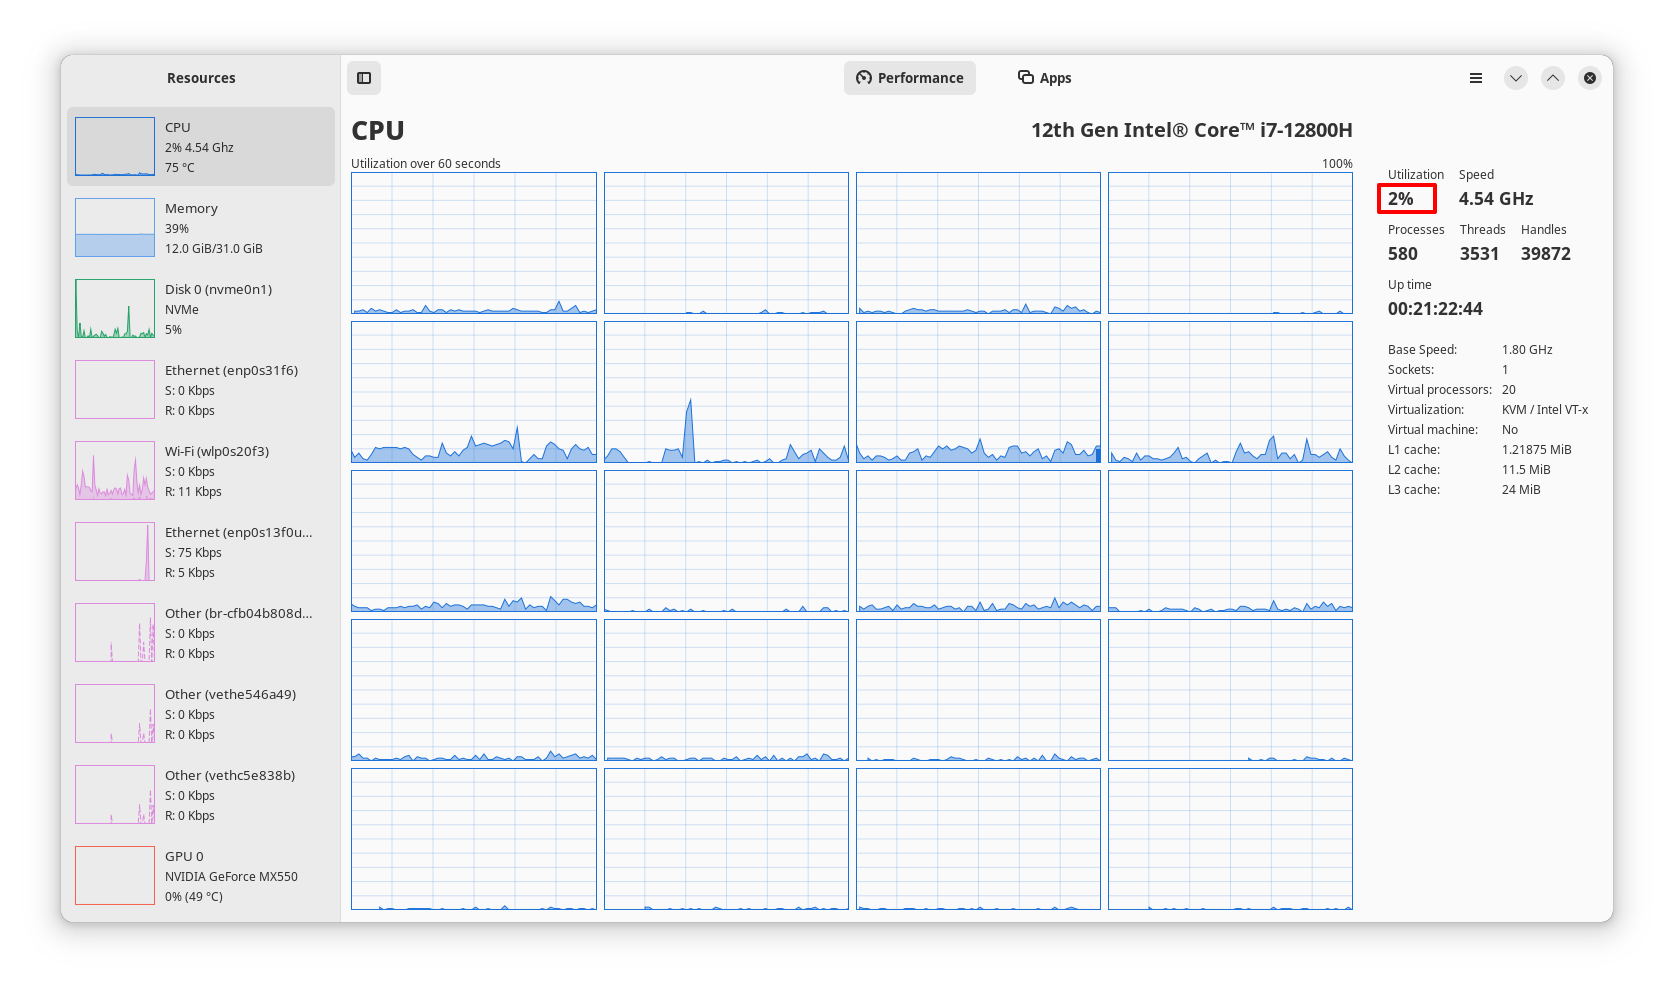 Resources
CPU
2% 4.54 Ghz
75 °C
Memory
39%
12.0 GiB/31.0 GiB
Disk 0 (nvme0n1)
NVMe
5%
Ethernet (enp0s31f6)
S: 0 Kbps
R: 0 Kbps
Wi-Fi (wlp0s20f3)
S: 0 Kbps
R: 11 Kbps
Ethernet (enp0s13f0u...
S: 75 Kbps
R: 5 Kbps
Other (br-cfb04b808d...
S: 0 Kbps
R: 0 Kbps
Other (vethe546a49)
S: 0 Kbps
R: 0 Kbps
Other (vethc5e838b)
S: 0 Kbps
R: 0 Kbps
GPU 0
NVIDIA GeForce MX550
0% (49 °C)
Performance Apps
CPU 12th Gen Intel® Core™ i7-12800H
Utilization over 60 seconds 100%
Utilization Speed
2% 4.54 GHz
Processes Threads Handles
580 3531 39872
Up time
00:21:22:44
Base Speed: 1.80 GHz
Sockets: 1
Virtual processors: 20
Virtualization: KVM / Intel VT-x
Virtual machine: No
L1 cache: 1.21875 MiB
L2 cache: 11.5 MiB
L3 cache: 24 MiB